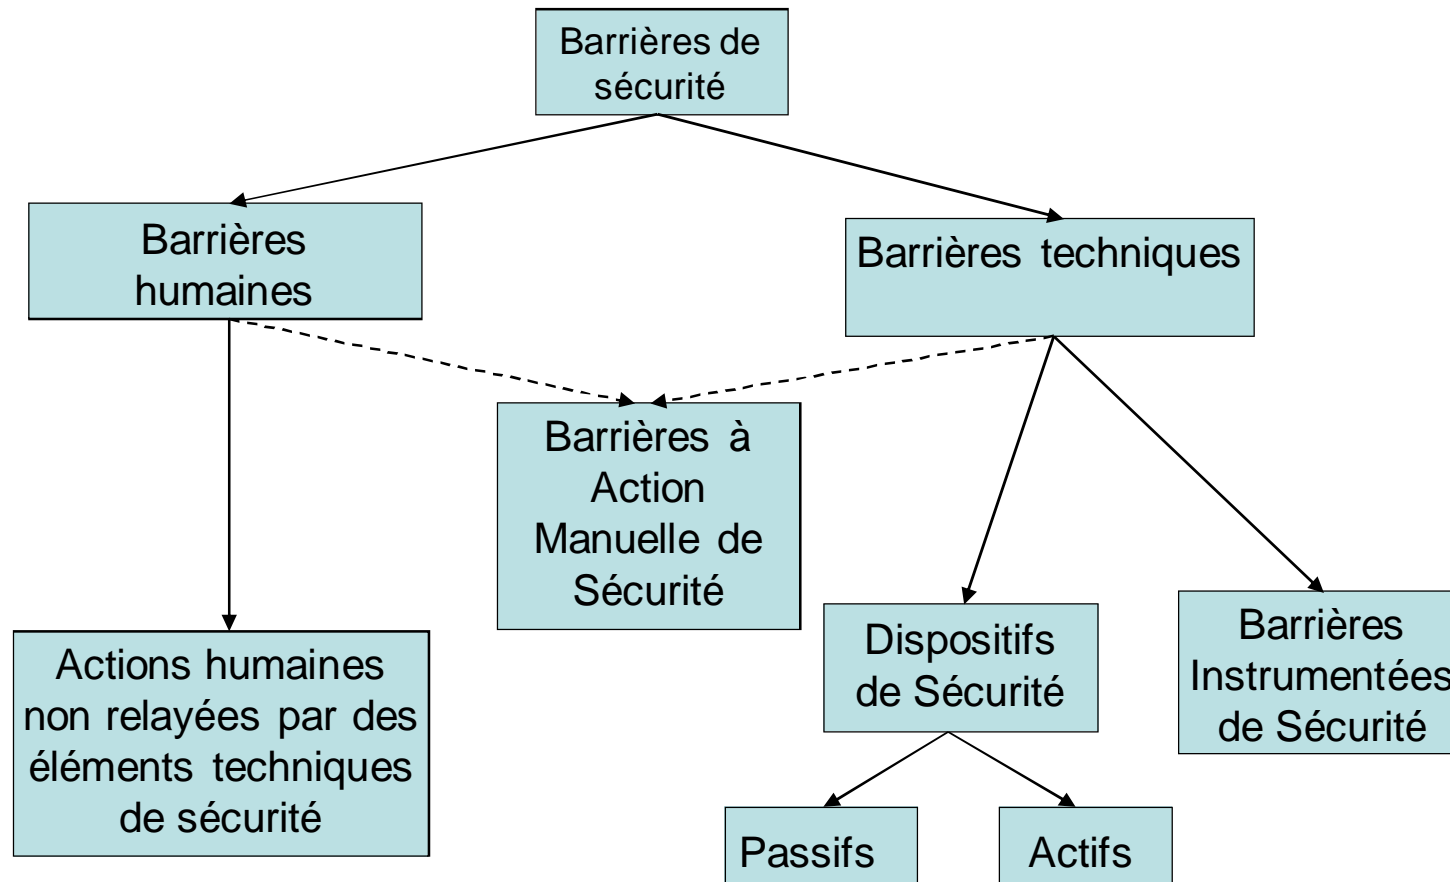 Barrières de
sécurité
Barrières
humaines
Barrières techniques
Barrières à
Action
Manuelle de
Sécurité
Actions humaines
non relayées par des
éléments techniques
de sécurité
Dispositifs
de Sécurité
Barrières
Instrumentées
de Sécurité
Passifs
Actifs